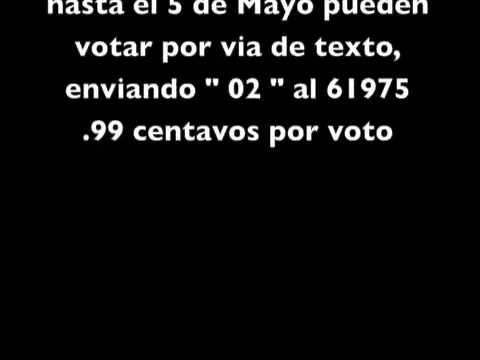 hasta el 5 de Mayo pueden
votar por via de texto,
enviando " 02 " al 61975
.99 centavos por voto